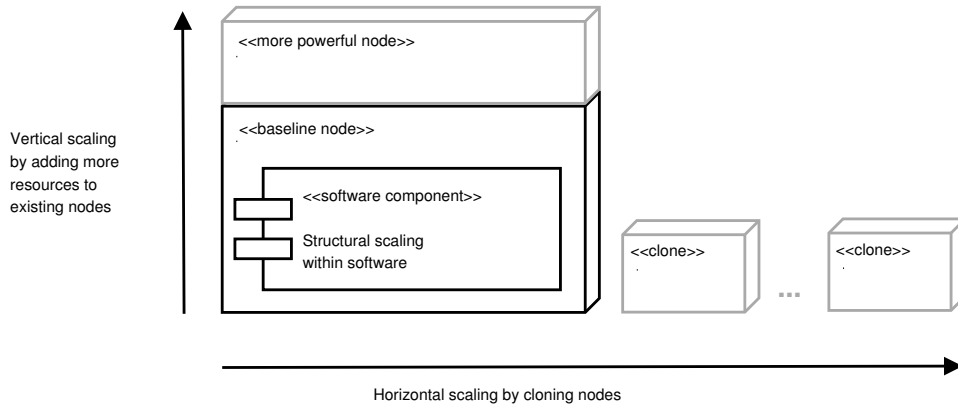 <<more powerful node>>
<<baseline node>>
Vertical scaling
by adding more
resources to
existing nodes
<<software component>>
Structural scaling
within software
<<clone>>
...
<<clone>>
Horizontal scaling by cloning nodes